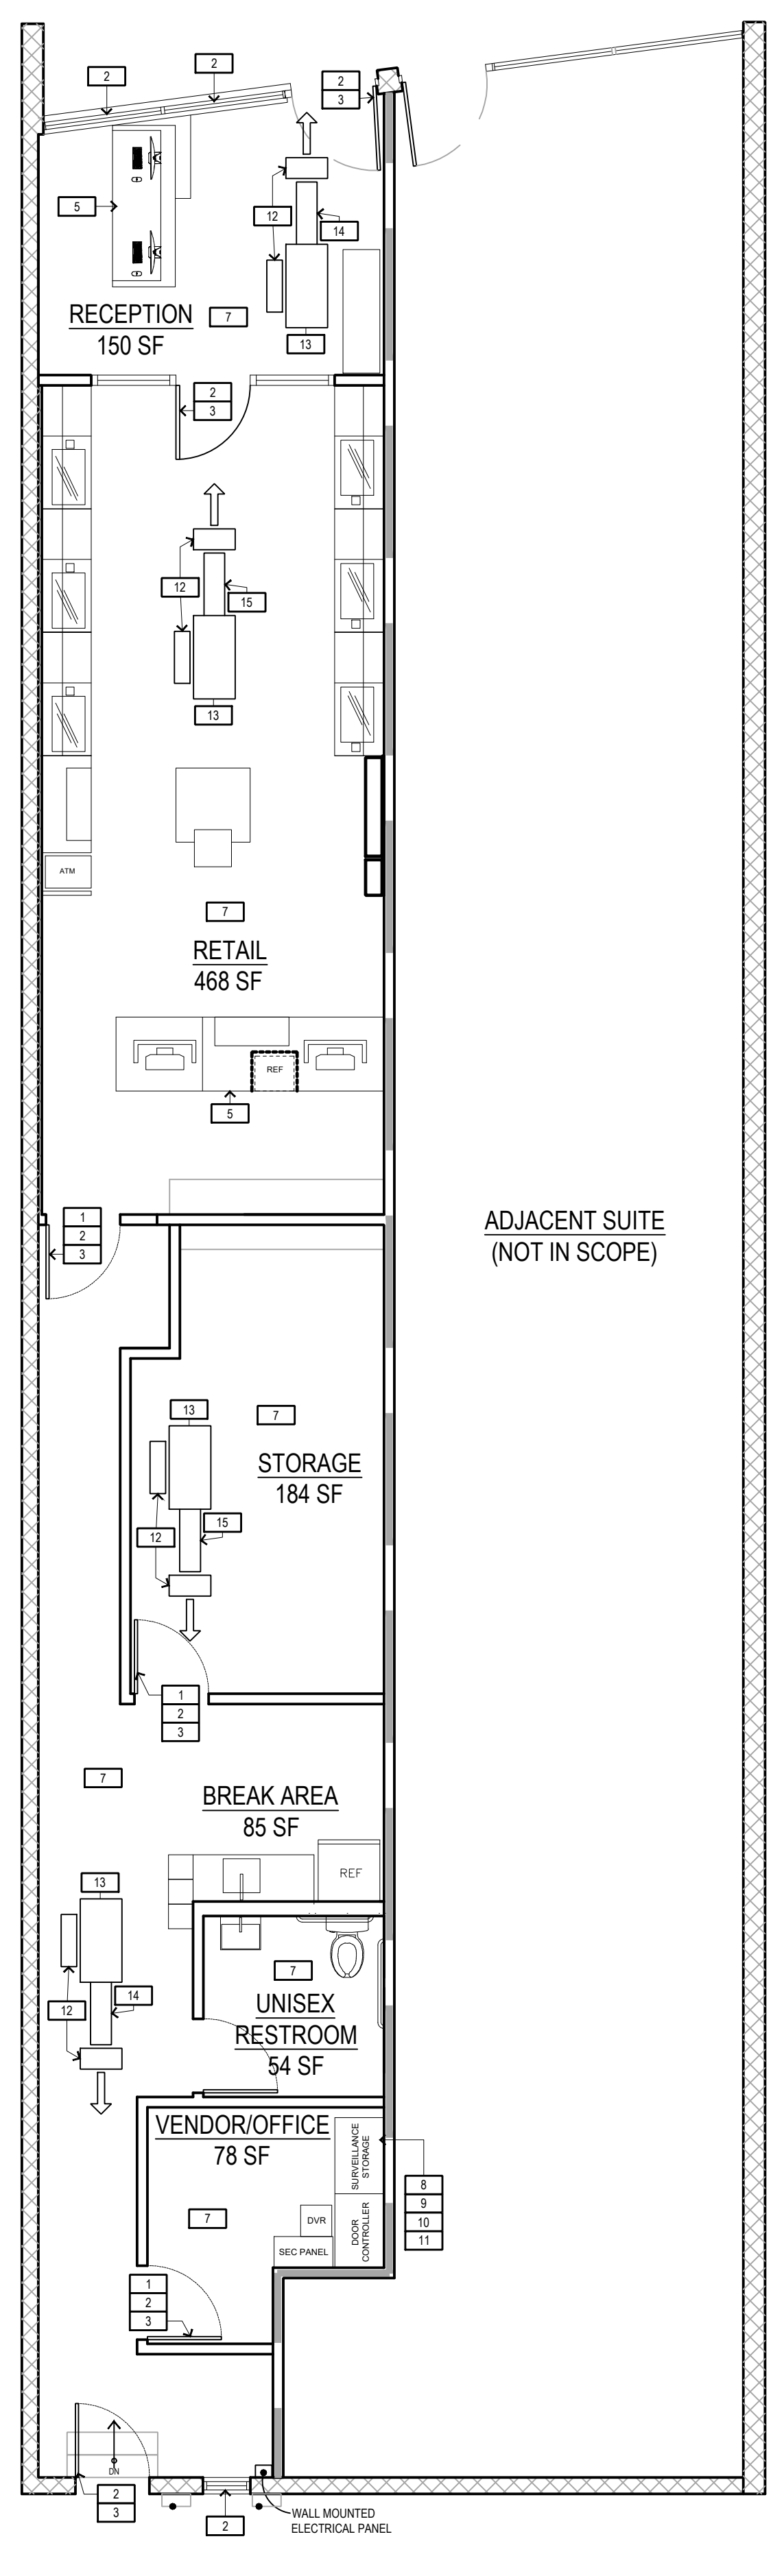 2
2
2
3
5
12
14
RECEPTION
150 SF
7
13
2
3
12
15
13
ATM
7
RETAIL
468 SF
REF
5
1
2
3
ADJACENT SUITE
(NOT IN SCOPE)
13
7
STORAGE
184 SF
15
12
1
2
3
7
BREAK AREA
85 SF
REF
13
7
14
12
UNISEX
RESTROOM
54 SF
VENDOR/OFFICE
78 SF
SURVEILLANCE
STORAGE
8
9
10
11
7
DVR
DOOR
CONTROLLER
SEC PANEL
1
2
3
DN
2
3
2
WALL MOUNTED
ELECTRICAL PANEL